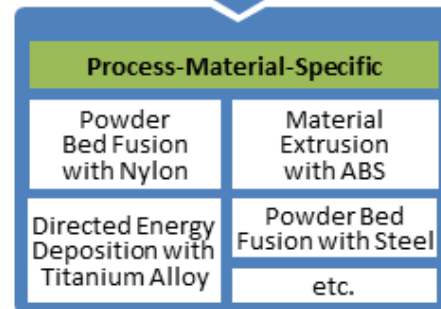 Process-Material-Specific
Powder
Bed Fusion
with Nylon
Material
Extrusion
with ABS
Directed Energy
Deposition with
Titanium Alloy
Powder Bed
Fusion with Steel
etc.